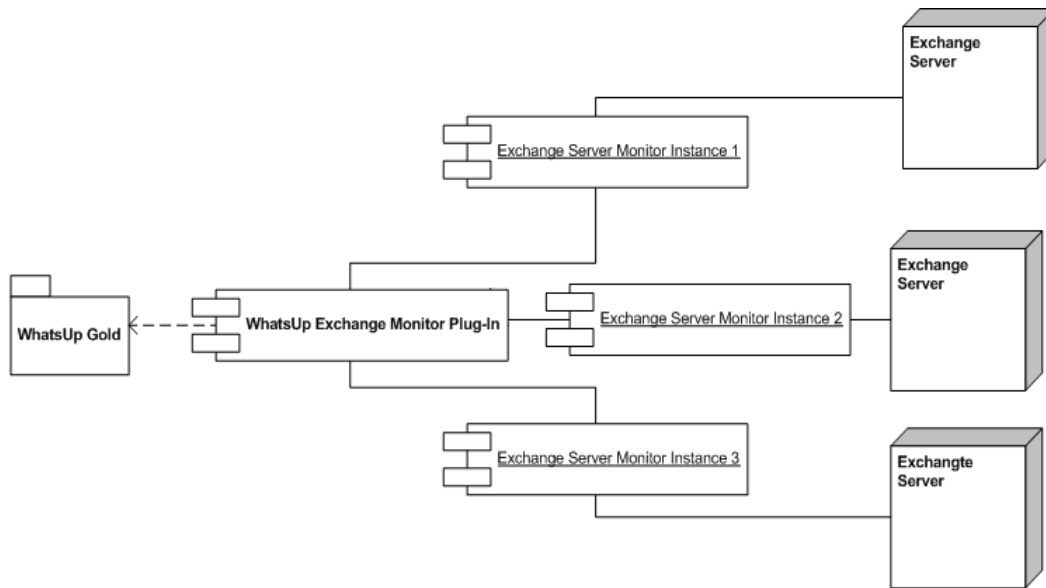 Exchange
Server
Exchange Server Monitor Instance 1
WhatsUp Gold
WhatsUp Exchange Monitor Plug-In
Exchange Server Monitor Instance 2
Exchange
Server
Exchange Server Monitor Instance 3
Exchangte
Server